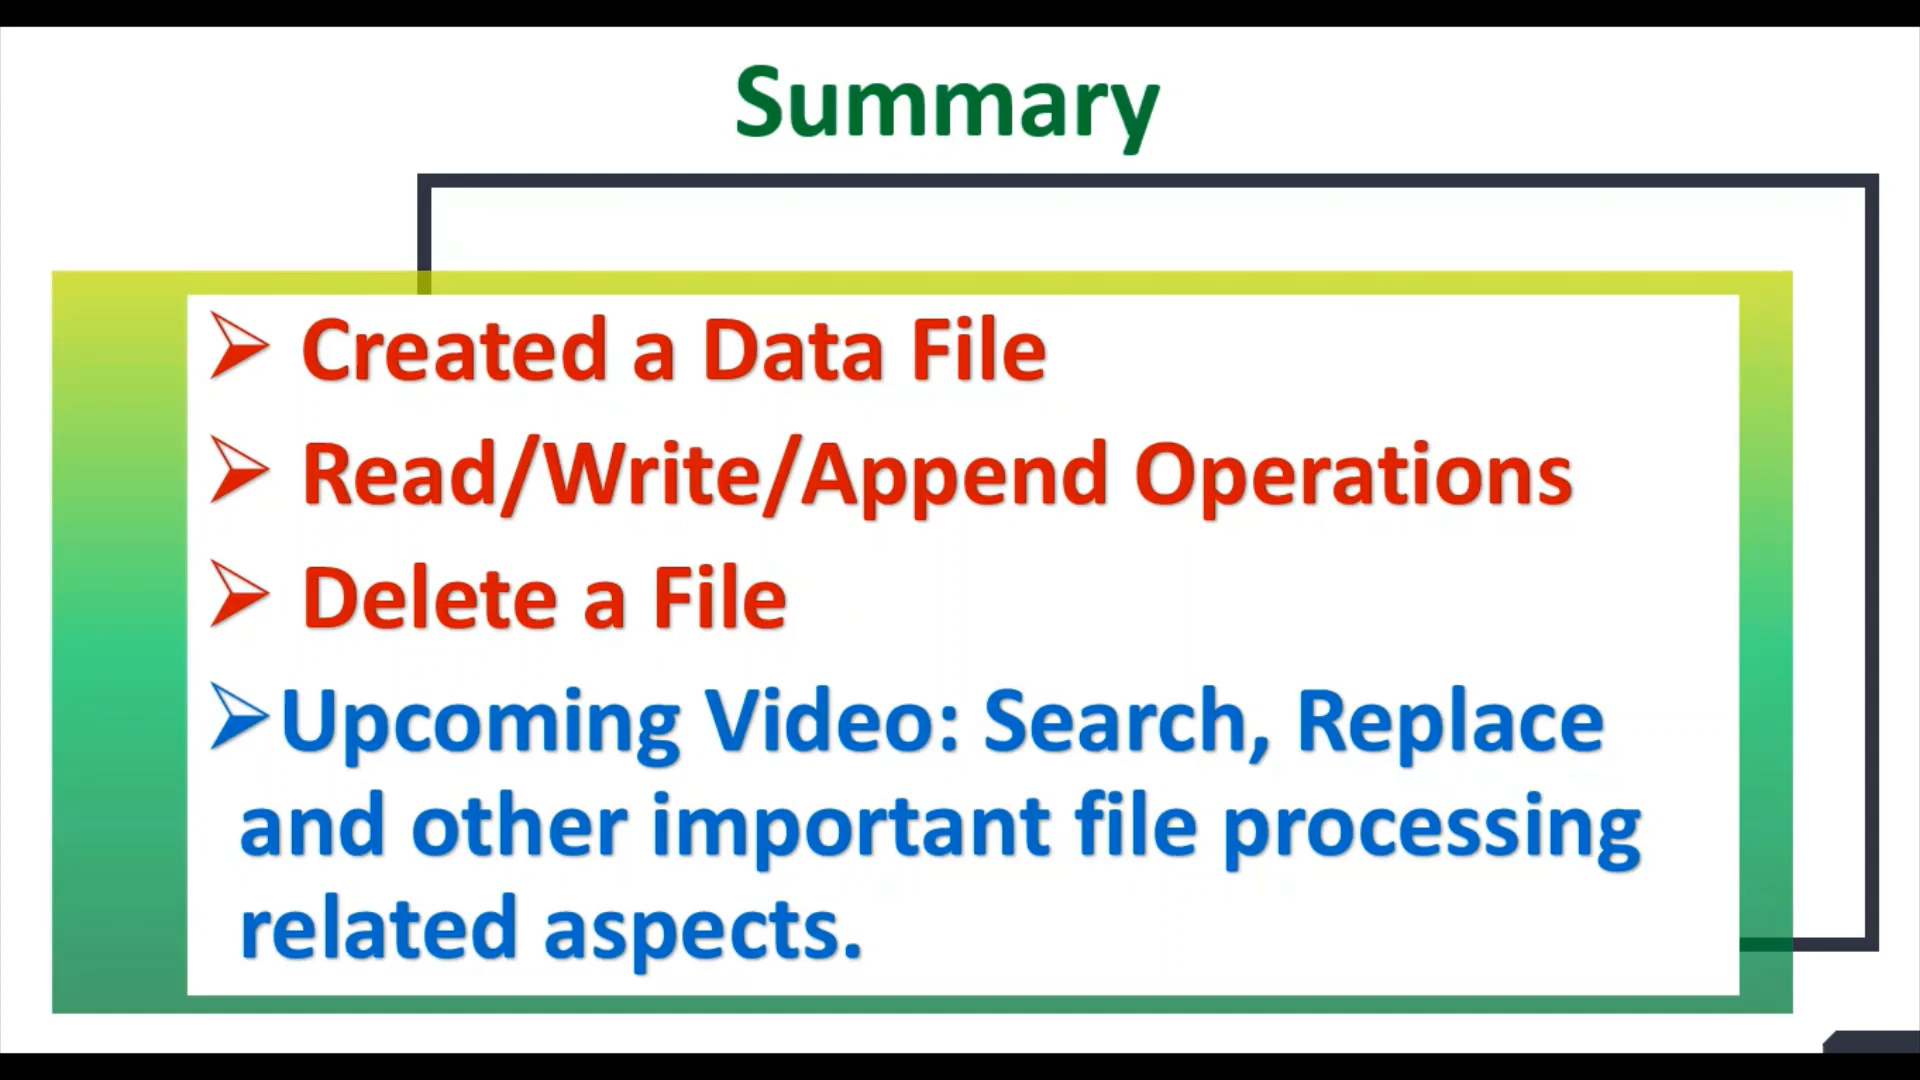 Summary
➢ Created a Data File
➢ Read/Write/Append Operations
➢ Delete a File
➢Upcoming Video: Search, Replace
and other important file processing
related aspects.